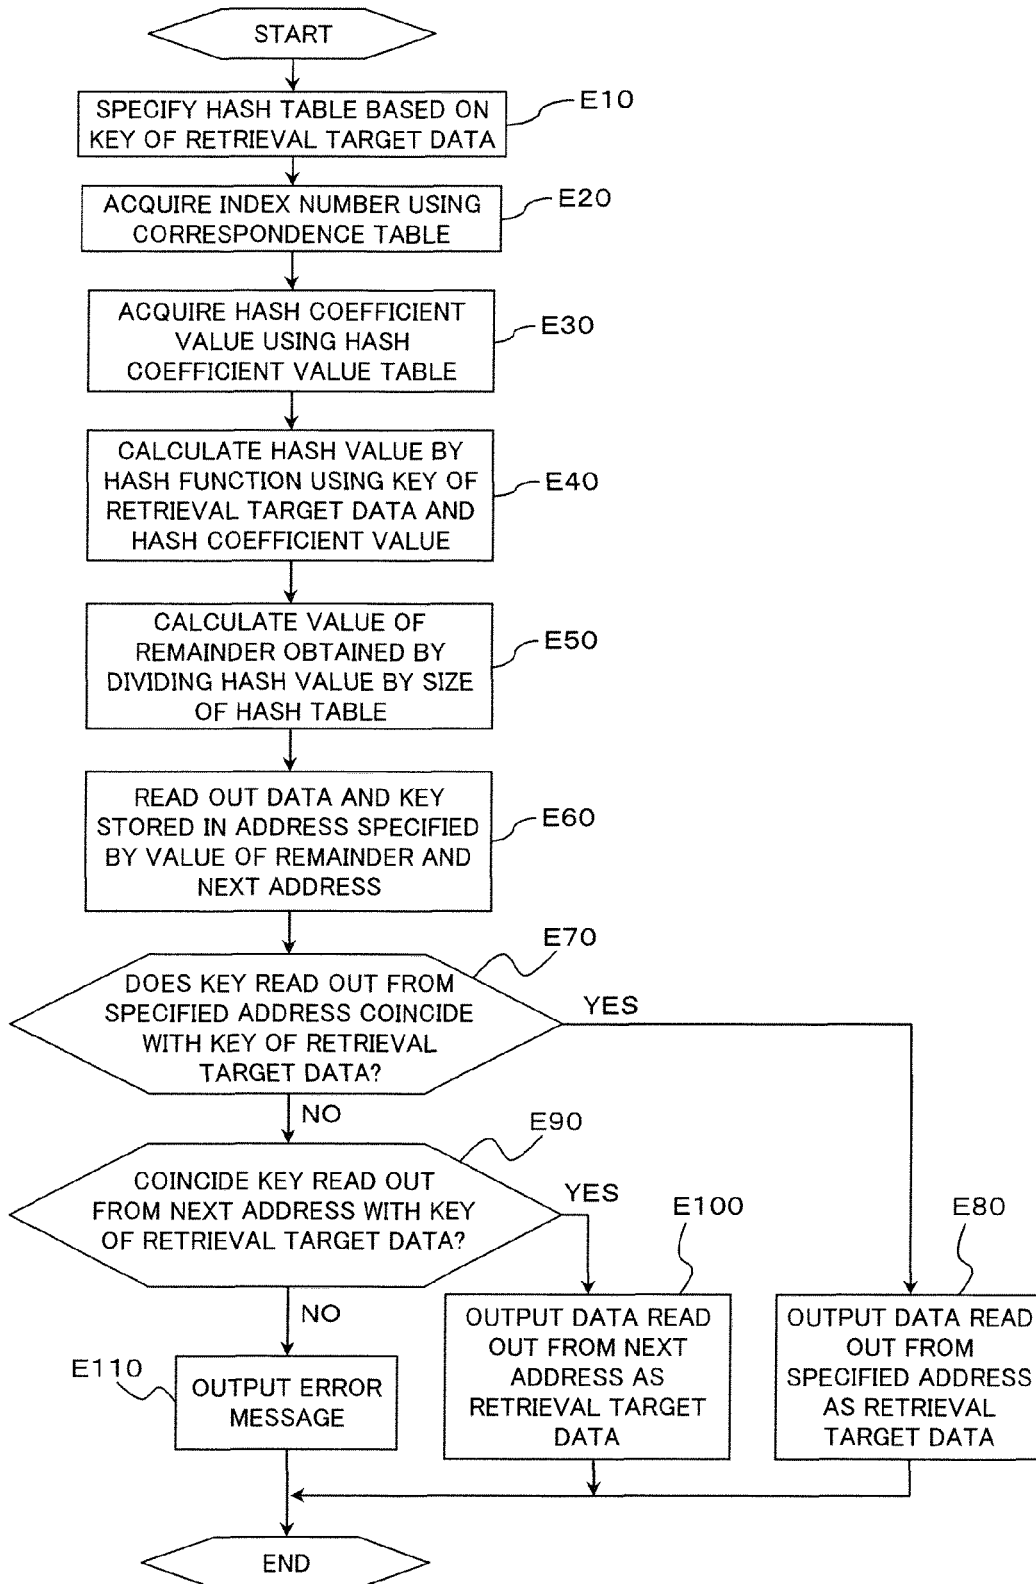 START
SPECIFY HASH TABLE BASED ON
KEY OF RETRIEVAL TARGET DATA
E10
ACQUIRE INDEX NUMBER USING
CORRESPONDENCE TABLE
E20
ACQUIRE HASH COEFFICIENT
VALUE USING HASH
COEFFICIENT VALUE TABLE
E30
CALCULATE HASH VALUE BY
HASH FUNCTION USING KEY OF
RETRIEVAL TARGET DATA AND
HASH COEFFICIENT VALUE
E40
CALCULATE VALUE OF
REMAINDER OBTAINED BY
DIVIDING HASH VALUE BY SIZE
OF HASH TABLE
E50
READ OUT DATA AND KEY
STORED IN ADDRESS SPECIFIED
BY VALUE OF REMAINDER AND
NEXT ADDRESS
E60
E70
DOES KEY READ OUT FROM
SPECIFIED ADDRESS COINCIDE
WITH KEY OF RETRIEVAL
TARGET DATA?
YES
NO
E90
COINCIDE KEY READ OUT
FROM NEXT ADDRESS WITH KEY
OF RETRIEVAL TARGET DATA?
YES
NO
E100
OUTPUT DATA READ
OUT FROM NEXT
ADDRESS AS
RETRIEVAL TARGET
DATA
E80
OUTPUT DATA READ
OUT FROM
SPECIFIED ADDRESS
AS RETRIEVAL
TARGET DATA
E110
OUTPUT ERROR
MESSAGE
END